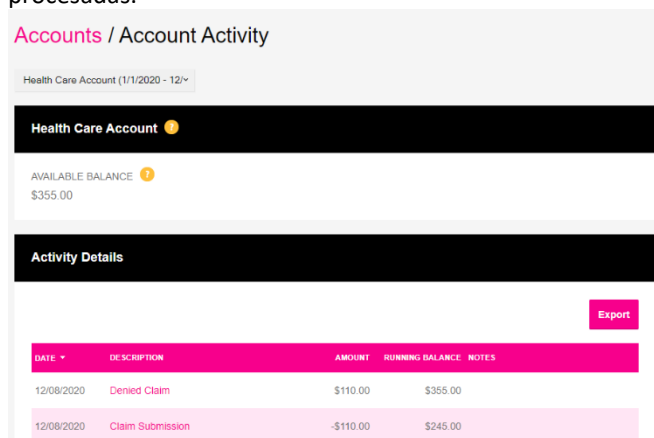 procesadas.
Accounts / Account Activity
Health Care Account (1/1/2020 - 12/
Health Care Account ?
AVAILABLE BALANCE ?
$355.00
Activity Details
Export
DATE DESCRIPTION AMOUNT RUNNING BALANCE NOTES
12/08/2020 Denied Claim $110.00 $355.00
12/08/2020 Claim Submission -$110.00 $245.00